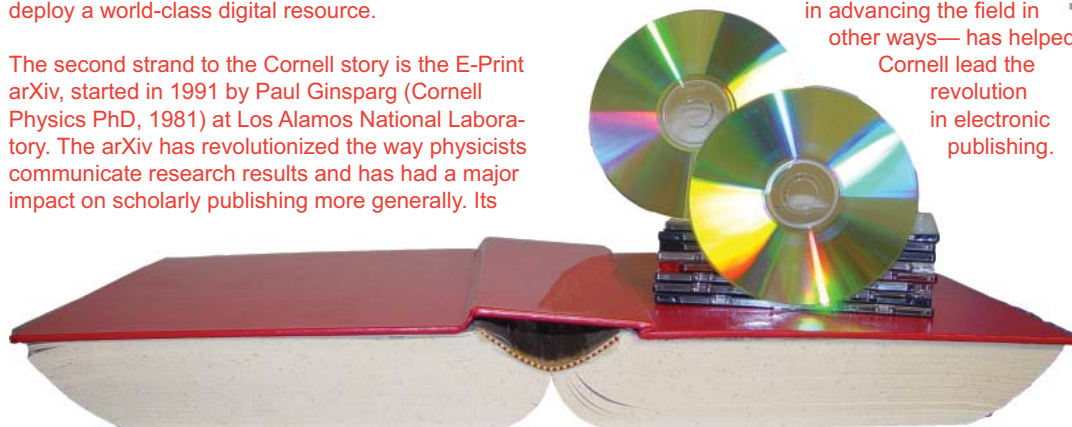 deploy a world-class digital resource.
The second strand to the Cornell story is the E-Print
arXiv, started in 1991 by Paul Ginsparg (Cornell
Physics PhD, 1981) at Los Alamos National Labora-
tory. The arXiv has revolutionized the way physicists
communicate research results and has had a major
impact on scholarly publishing more generally. Its
in advancing the field in
other ways— has helped
Cornell lead the
revolution
in electronic
publishing.